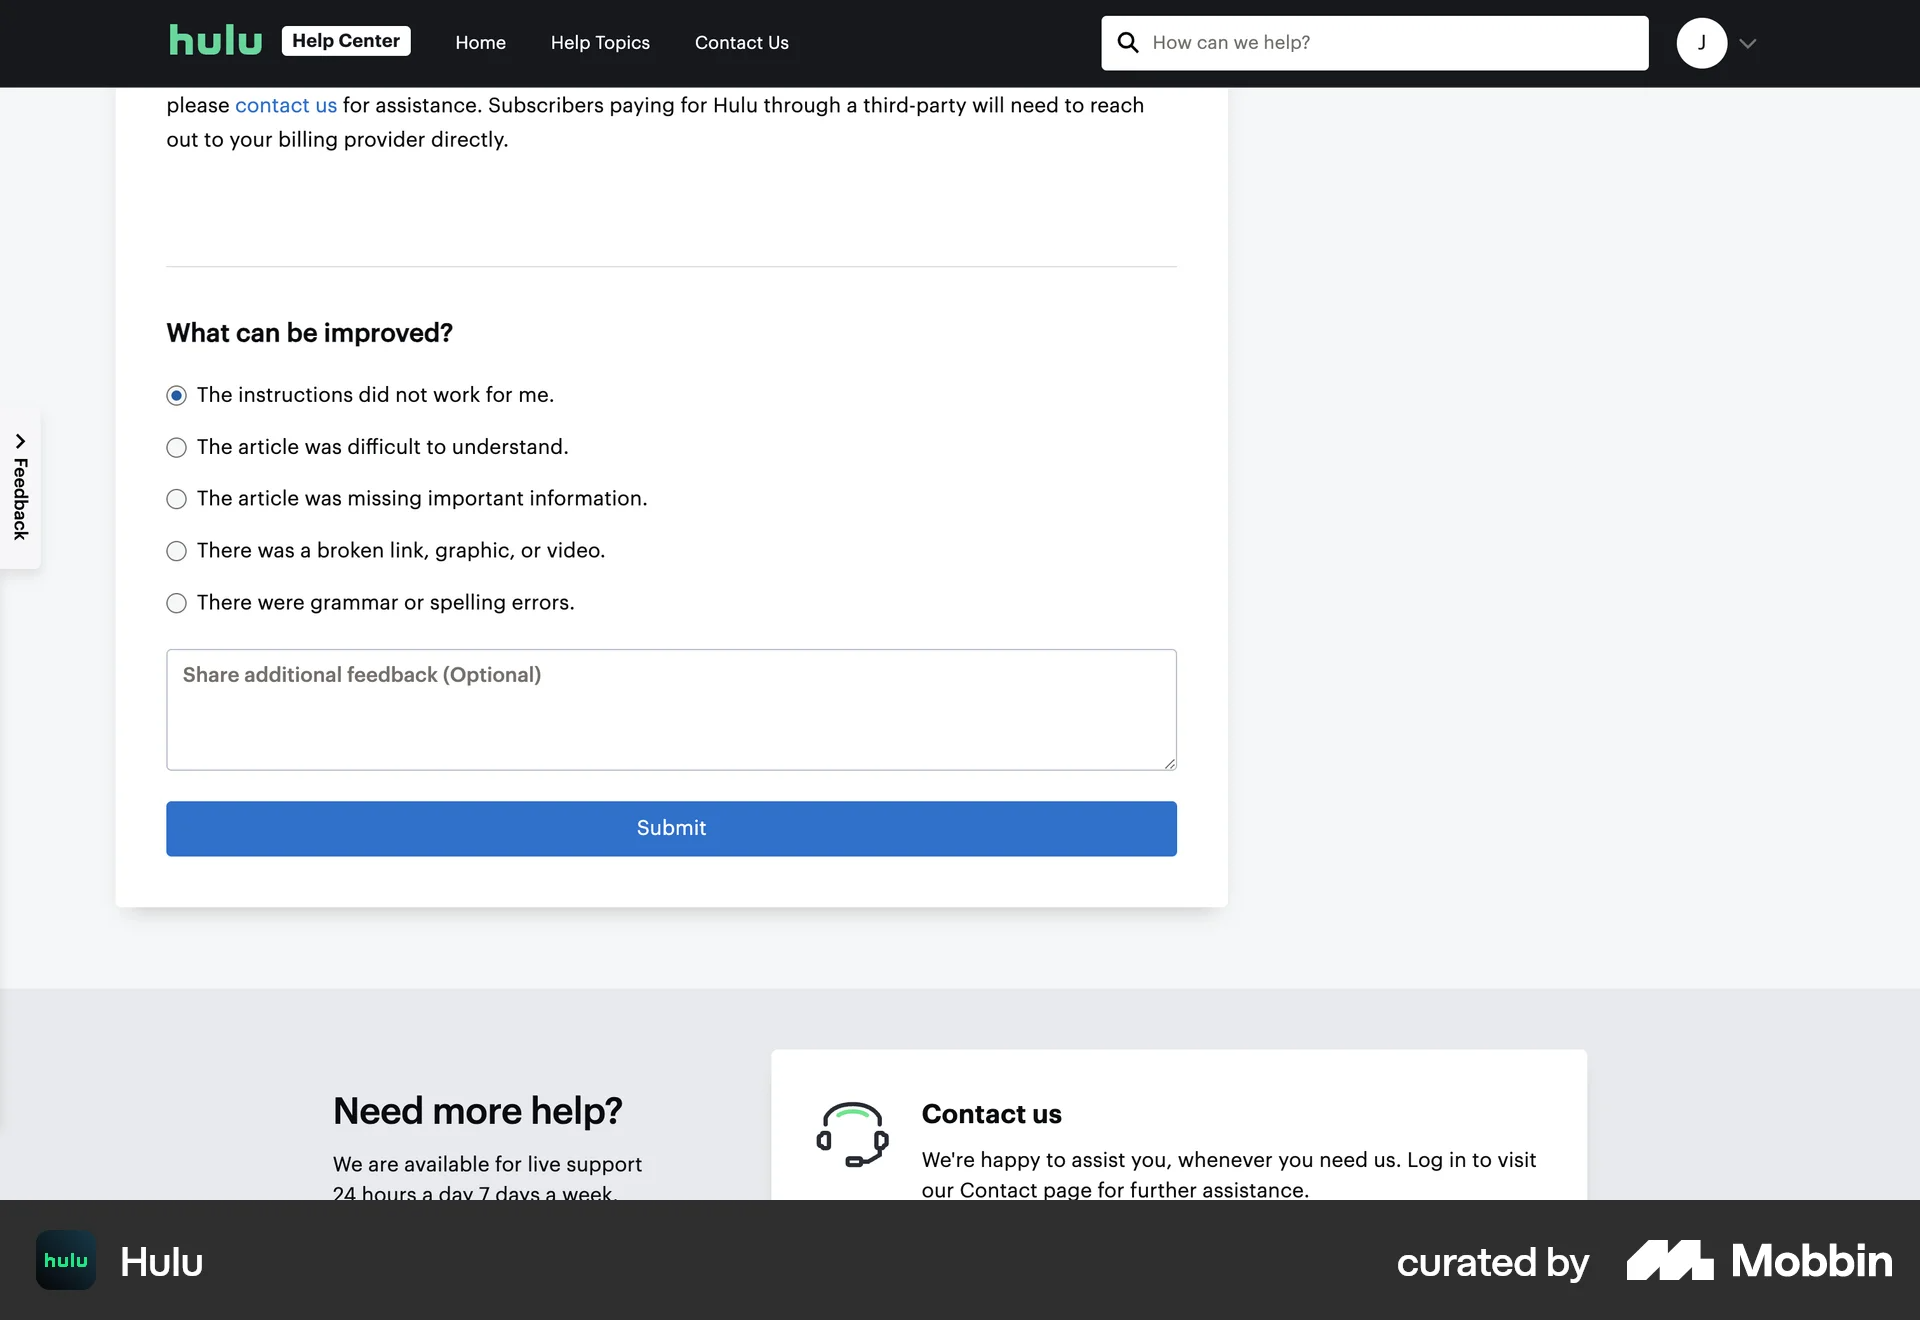 hulu Help Center Home Help Topics Contact Us How can we help? J
please contact us for assistance. Subscribers paying for Hulu through a third-party will need to reach
out to your billing provider directly.
What can be improved?
The instructions did not work for me.
The article was difficult to understand.
The article was missing important information.
There was a broken link, graphic, or video.
There were grammar or spelling errors.
Feedback
Share additional feedback (Optional)
Submit
Need more help?
We are available for live support
24 hours a day 7 days a week.
Contact us
We're happy to assist you, whenever you need us. Log in to visit
our Contact page for further assistance.
hulu Hulu
curated by Mobbin